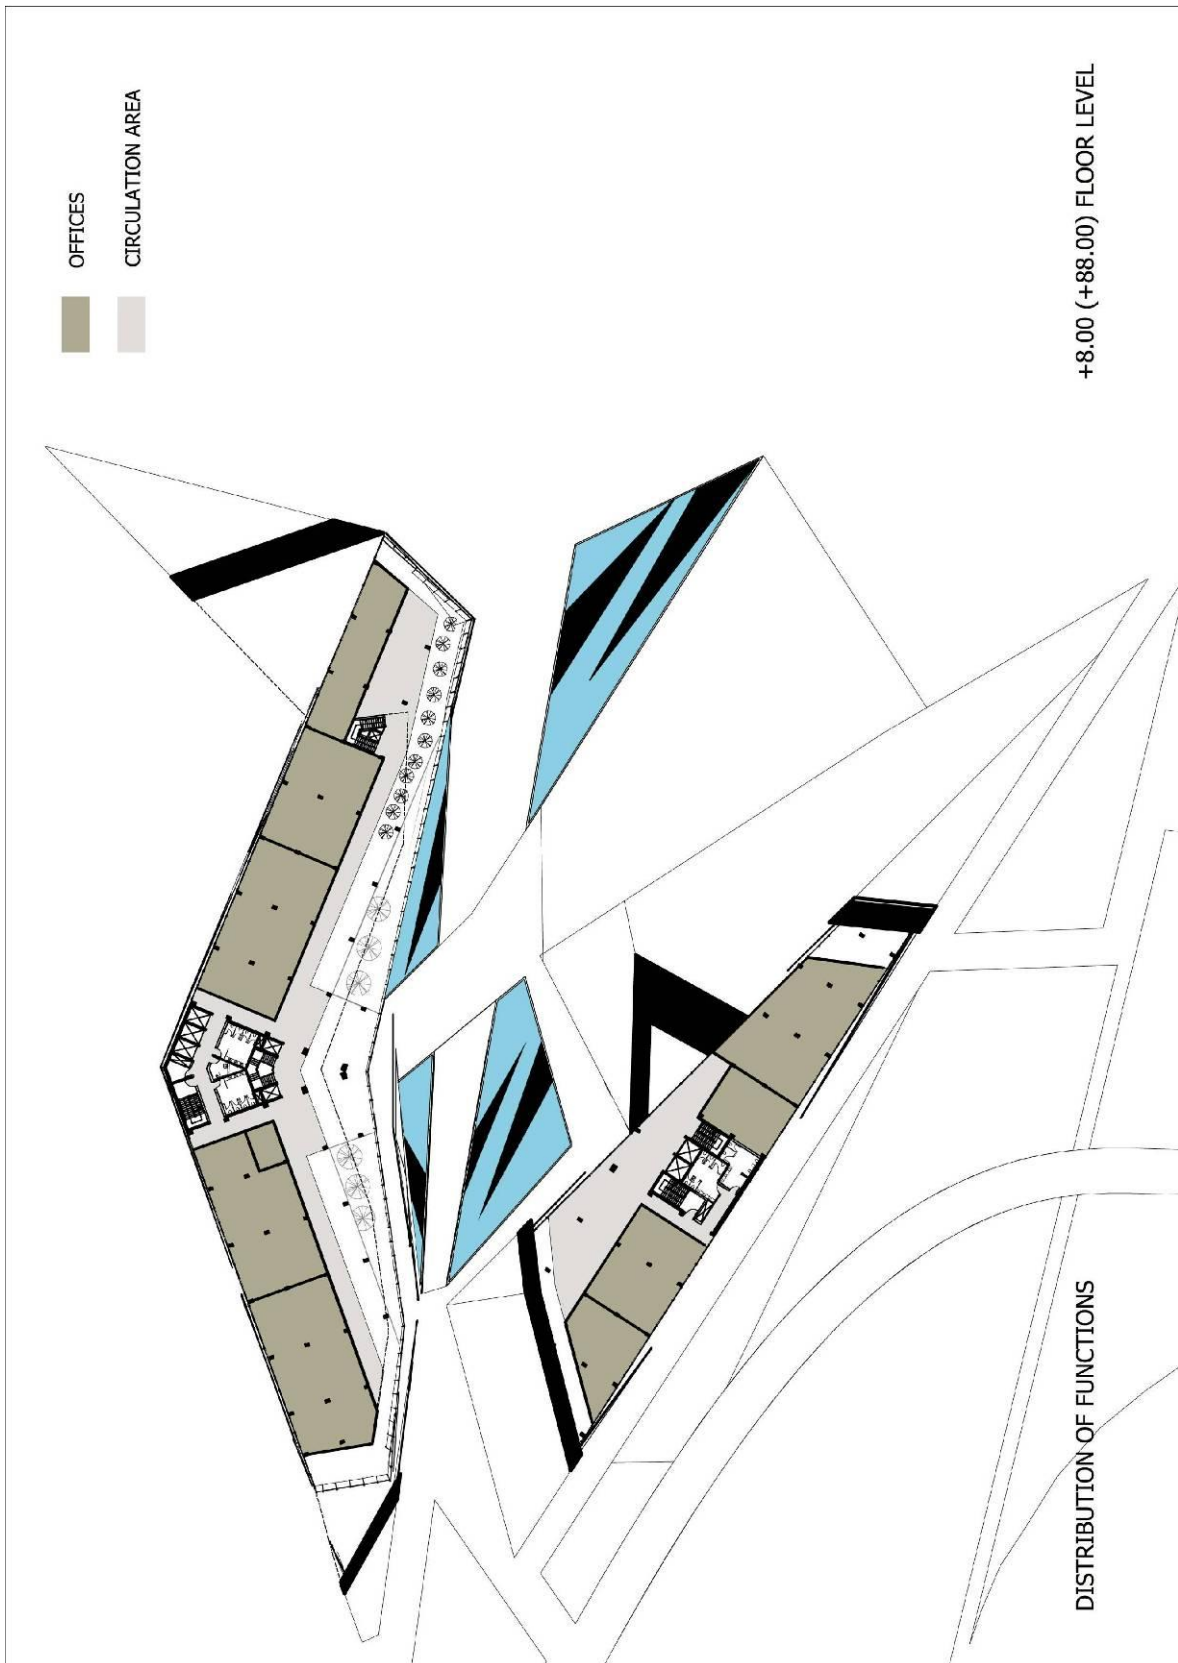 OFFICES
CIRCULATION AREA
DISTRIBUTION OF FUNCTIONS
+8.00 (+88.00) FLOOR LEVEL